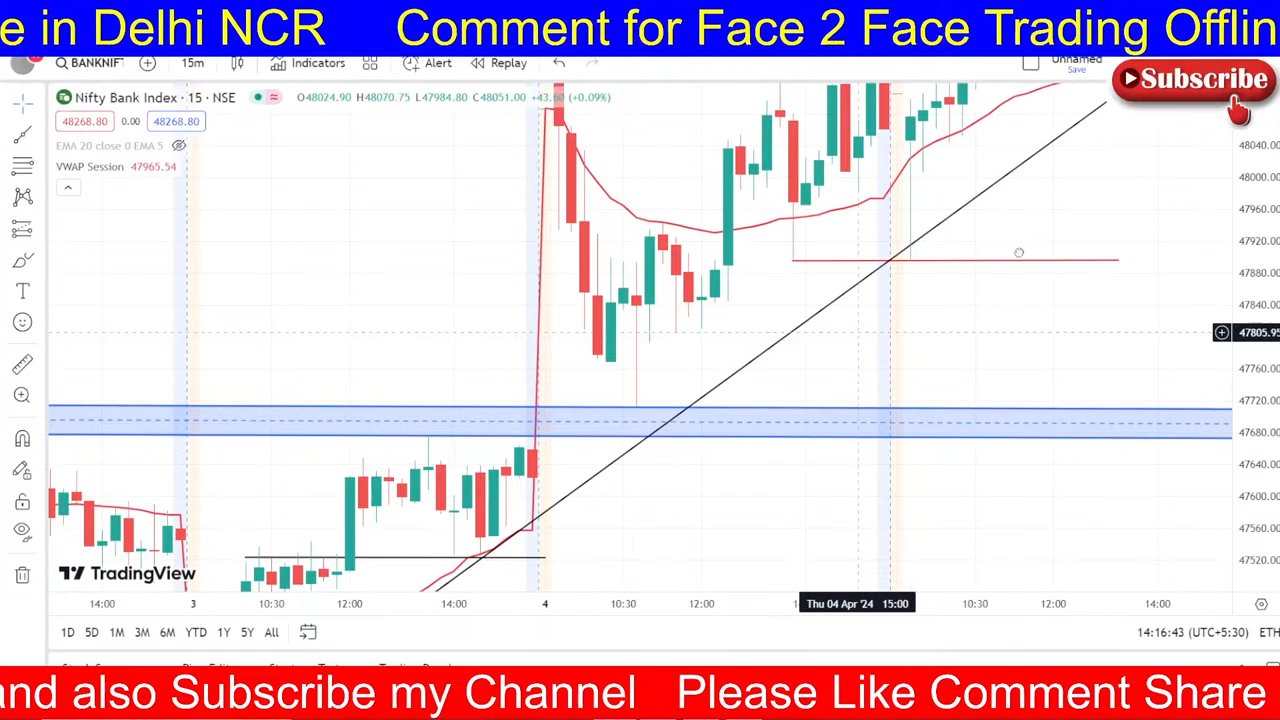 e in Delhi NCR Comment for Face 2 Face Trading Offlin
BANKNIF 15m Indicators Alert Replay Unnamed
Save
Subscribe
Nifty Bank Index · 15 · NSE O48024.90 H48070.75 L47984.80 C48051.00 +43.60 (+0.09%)
48268.80 0.00 48268.80
EMA 20 close 0 EMA 5
VWAP Session 47965.54
48040.00
48000.00
47960.00
47920.00
47880.00
47840.00
47805.95
47760.00
47720.00
47680.00
47640.00
47600.00
47560.00
47520.00
TradingView
14:00 3 10:30 12:00 14:00 4 10:30 12:00 Thu 04 Apr '24 15:00 10:30 12:00 14:00
1D 5D 1M 3M 6M YTD 1Y 5Y All 14:16:43 (UTC+5:30) ETH
and also Subscribe my Channel Please Like Comment Share